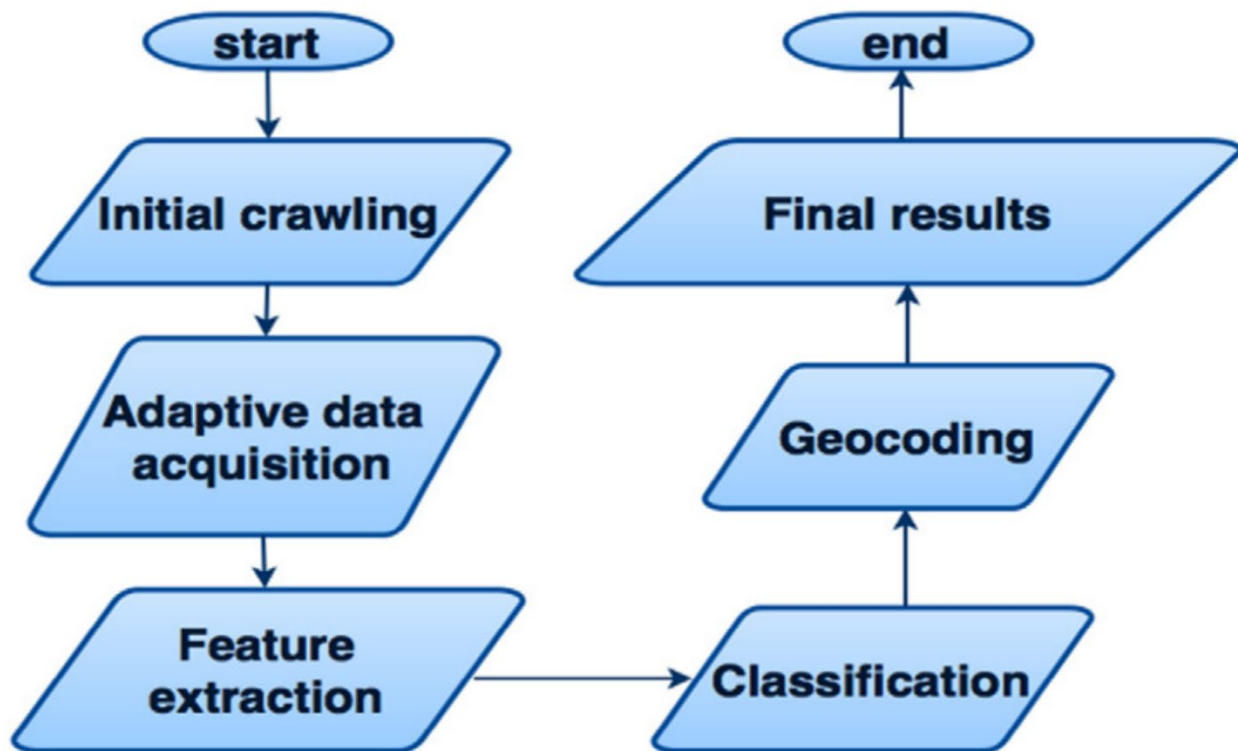 start
Initial crawling
Adaptive data
acquisition
Feature
extraction
Classification
Geocoding
Final results
end